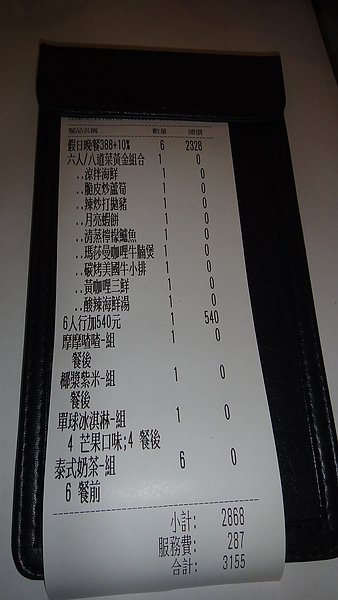 餐品名稱 數量 總價
假日晚餐388+10% 6 2328
六人/八道菜黃金組合 1 0
..涼拌海鮮 1 0
..脆皮炒蘆筍 1 0
..辣炒打拋豬 1 0
..月亮蝦餅 1 0
..清蒸檸檬鱸魚 1 0
..瑪莎曼咖哩牛腩煲 1 0
..碳烤美國牛小排 1 0
..黃咖哩三鮮 1 0
..酸辣海鮮湯 1 0
6人行加540元 1 540
摩摩喳喳-組 1 0
餐後
椰漿紫米-組 1 0
餐後
單球冰淇淋-組 1 0
4 芒果口味;4 餐後
泰式奶茶-組 6 0
6 餐前
小計: 2868
服務費: 287
合計: 3155